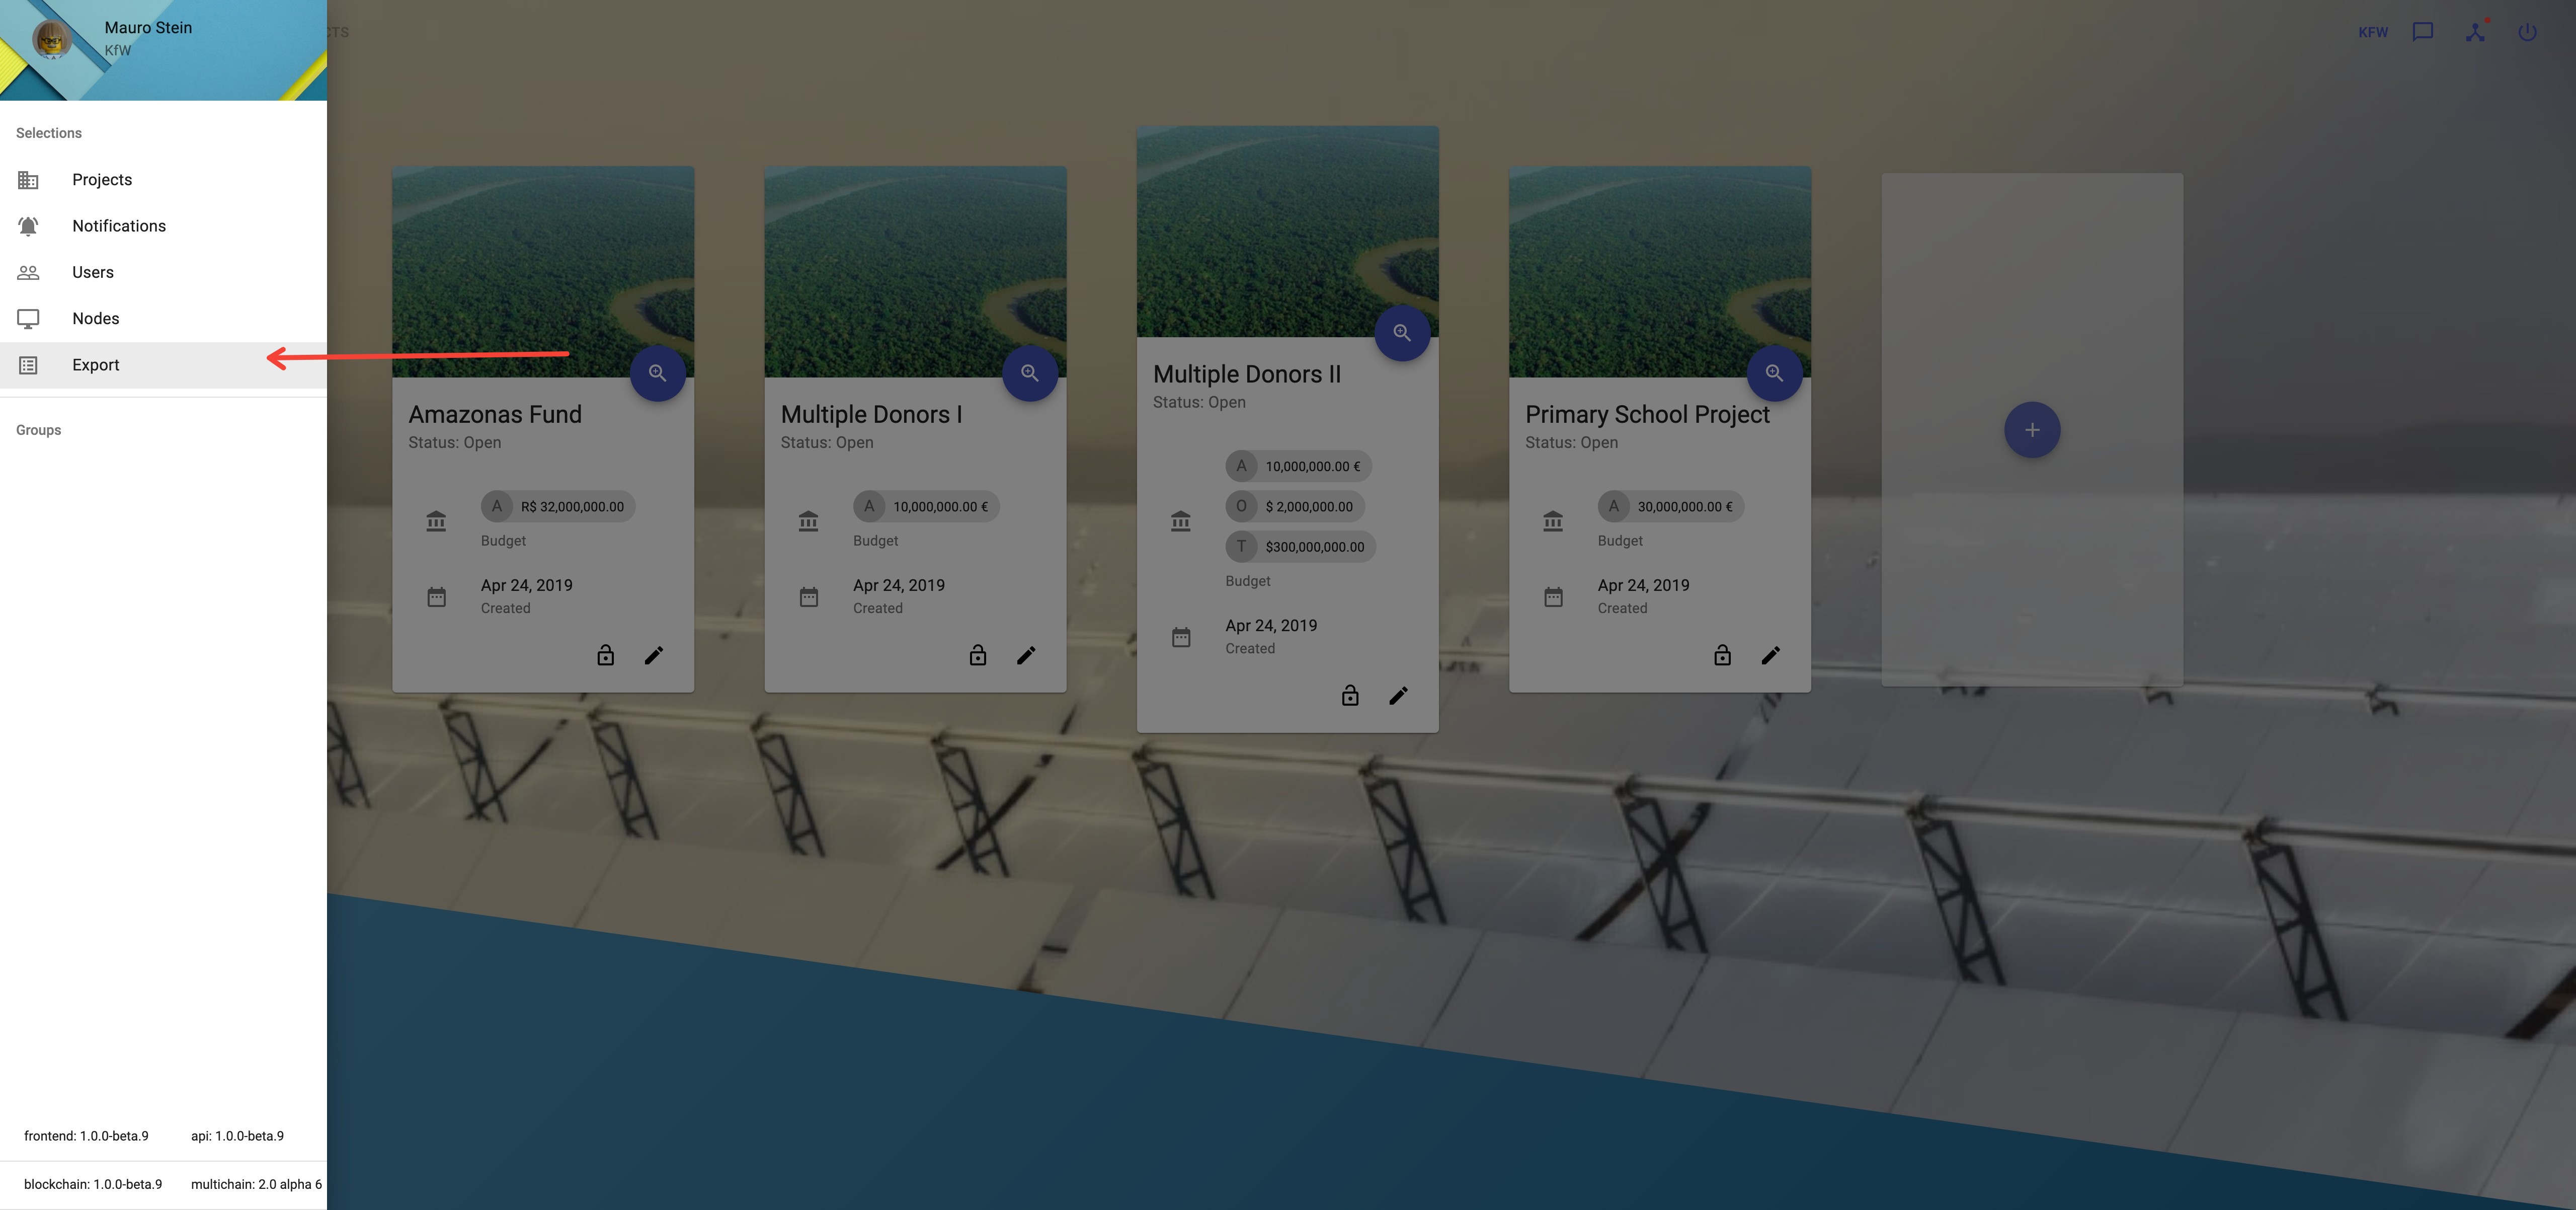 Mauro Stein
KfW
KFW
Selections
Projects
Notifications
Users
Nodes
Export
Groups
frontend: 1.0.0-beta.9
api: 1.0.0-beta.9
blockchain: 1.0.0-beta.9
multichain: 2.0 alpha 6
Amazonas Fund
Status: Open
A R$ 32,000,000.00
Budget
Apr 24, 2019
Created
Multiple Donors I
Status: Open
A 10,000,000.00 €
Budget
Apr 24, 2019
Created
Multiple Donors II
Status: Open
A 10,000,000.00 €
O $ 2,000,000.00
T $300,000,000.00
Budget
Apr 24, 2019
Created
Primary School Project
Status: Open
A 30,000,000.00 €
Budget
Apr 24, 2019
Created